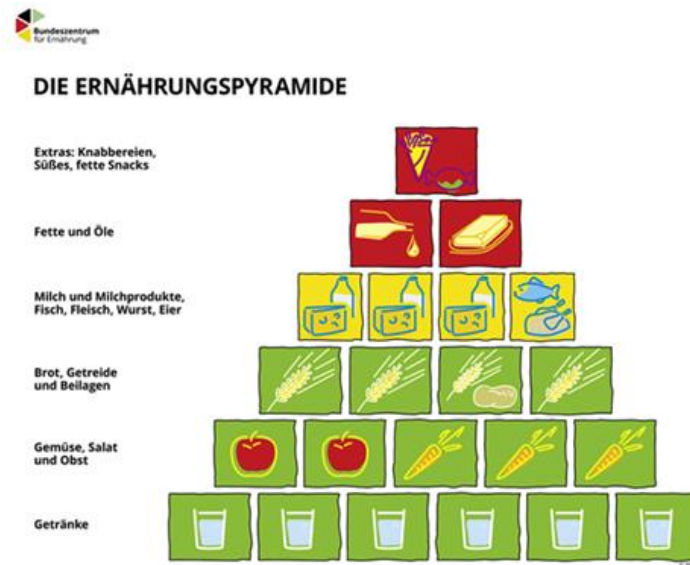 Bundeszentrum
für Ernährung
DIE ERNÄHRUNGSPYRAMIDE
Extras: Knabbereien,
Süßes, fette Snacks
Fette und Öle
Milch und Milchprodukte,
Fisch, Fleisch, Wurst, Eier
Brot, Getreide
und Beilagen
Gemüse, Salat
und Obst
Getränke